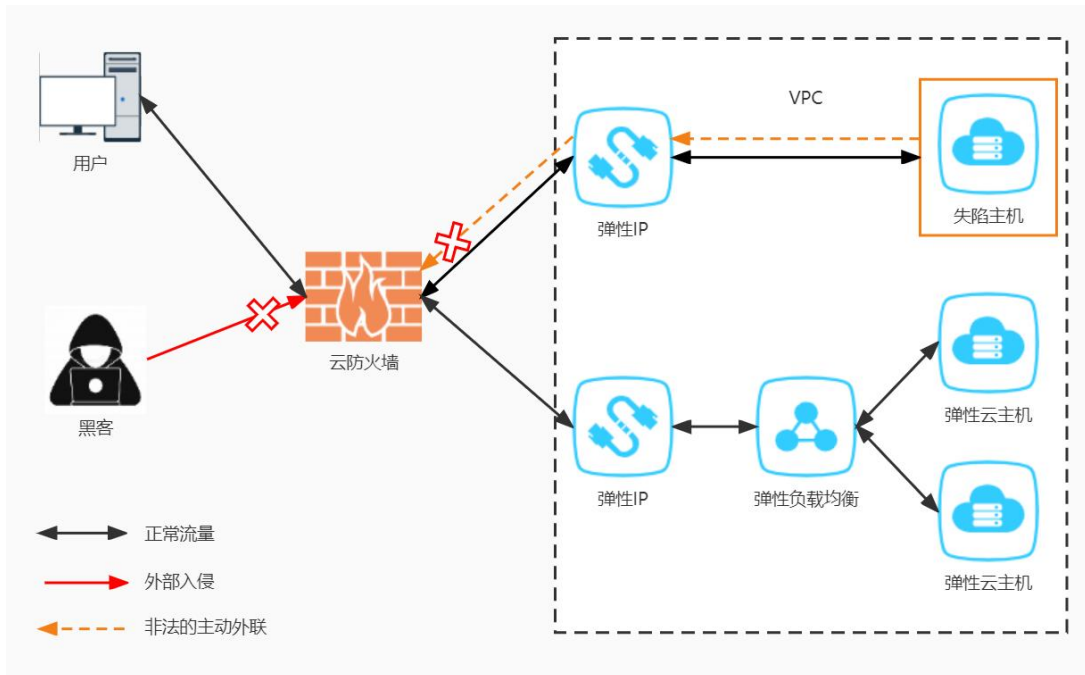 VPC
用户
弹性IP
失陷主机
云防火墙
黑客
弹性云主机
弹性IP
弹性负载均衡
弹性云主机
正常流量
外部入侵
非法的主动外联